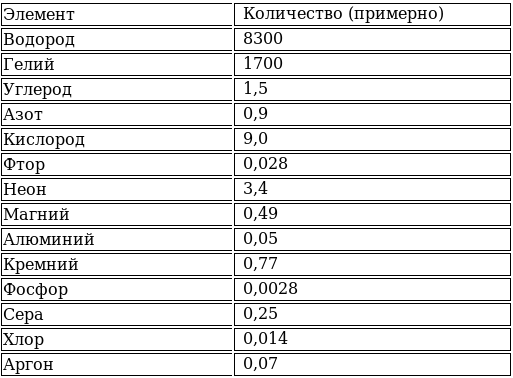 Элемент Количество (примерно)
Водород 8300
Гелий 1700
Углерод 1,5
Азот 0,9
Кислород 9,0
Фтор 0,028
Неон 3,4
Магний 0,49
Алюминий 0,05
Кремний 0,77
Фосфор 0,0028
Сера 0,25
Хлор 0,014
Аргон 0,07